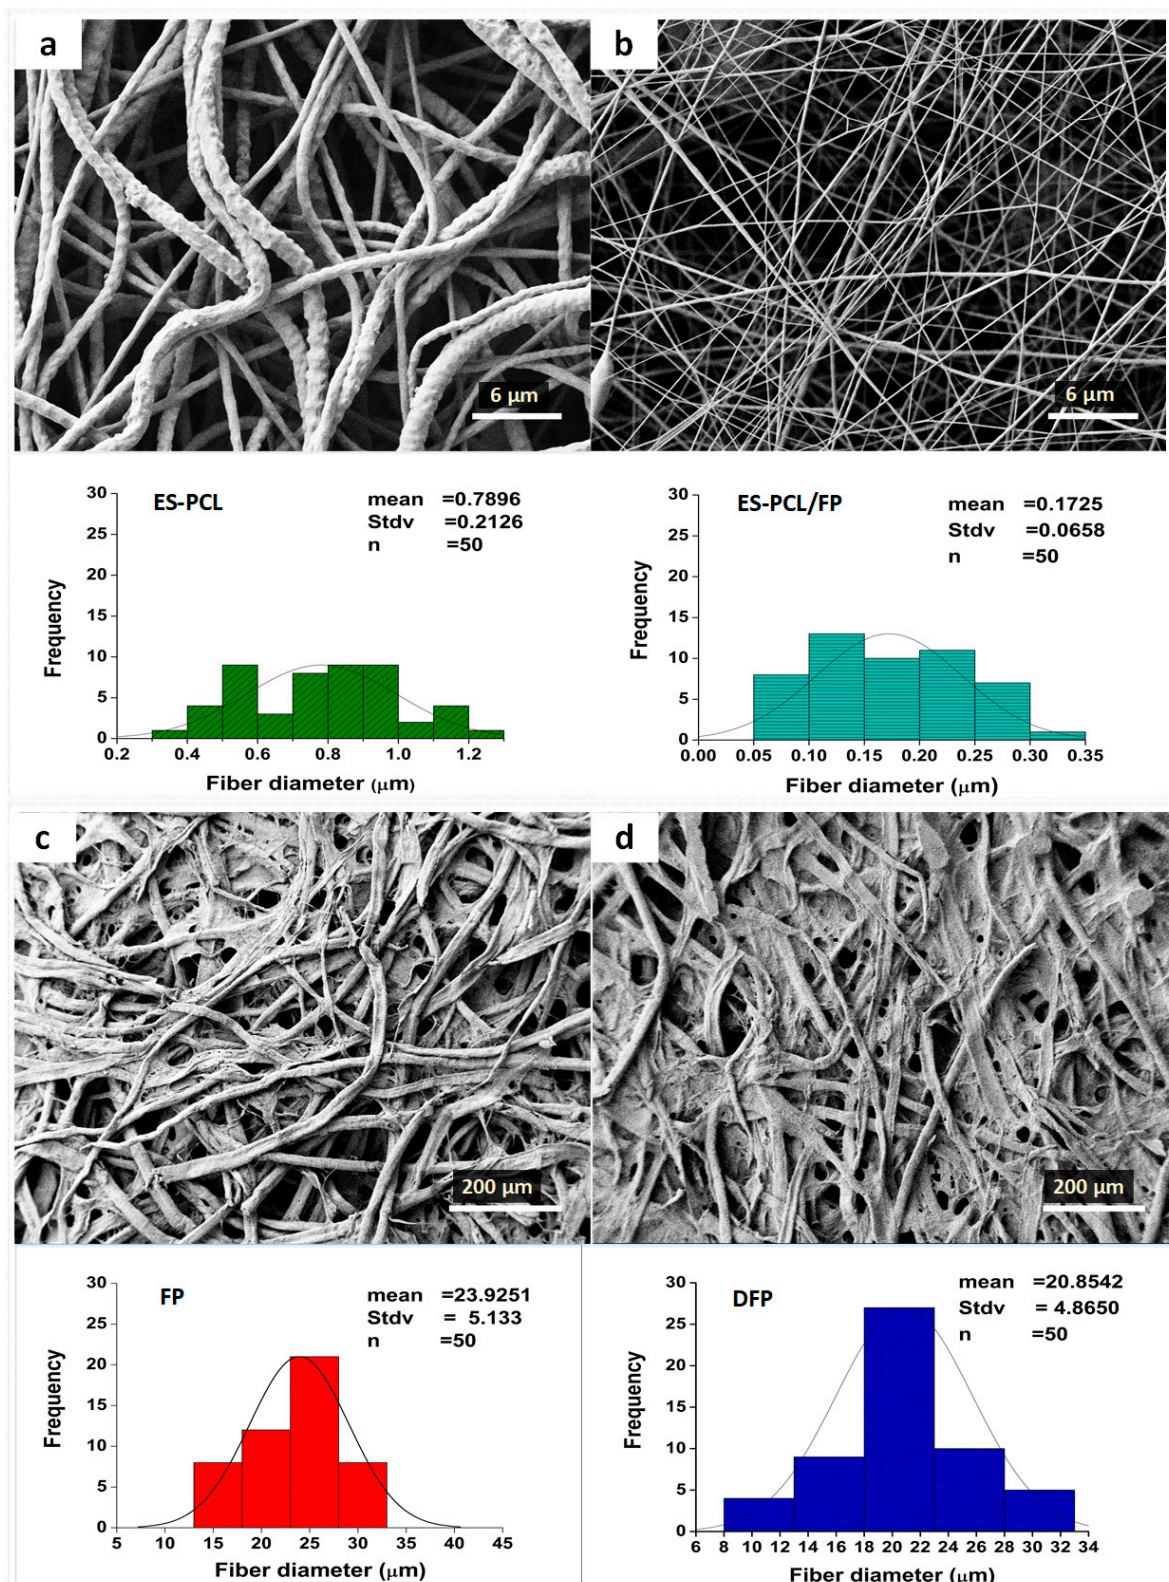 a
b
6 µm
6 µm
ES-PCL
mean =0.7896
Stdv =0.2126
n =50
30
25
20
15
10
5
0
Frequency
0.2 0.4 0.6 0.8 1.0 1.2
Fiber diameter (µm)
ES-PCL/FP
mean =0.1725
Stdv =0.0658
n =50
30
25
20
15
10
5
0
Frequency
0.00 0.05 0.10 0.15 0.20 0.25 0.30 0.35
Fiber diameter (µm)
c
d
200 µm
200 µm
FP
mean =23.9251
Stdv = 5.133
n =50
30
25
20
15
10
5
0
Frequency
5 10 15 20 25 30 35 40 45
Fiber diameter (µm)
DFP
mean =20.8542
Stdv = 4.8650
n =50
30
25
20
15
10
5
0
Frequency
6 8 10 12 14 16 18 20 22 24 26 28 30 32 34
Fiber diameter (µm)